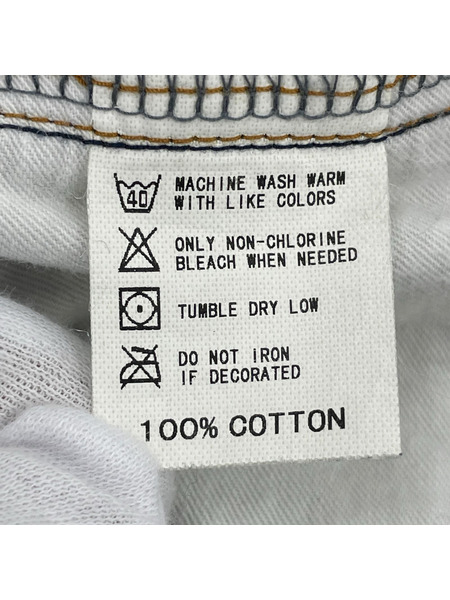 40
MACHINE WASH WARM
WITH LIKE COLORS
ONLY NON-CHLORINE
BLEACH WHEN NEEDED
TUMBLE DRY LOW
DO NOT IRON
IF DECORATED
100% COTTON